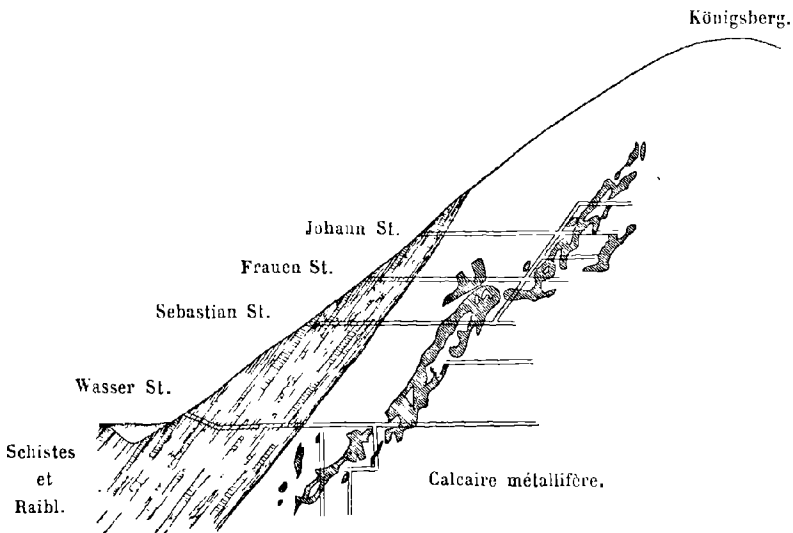 Königsberg.
Johann St.
Frauen St.
Sebastian St.
Wasser St.
Schistes
et
Raibl.
Calcaire métallifère.